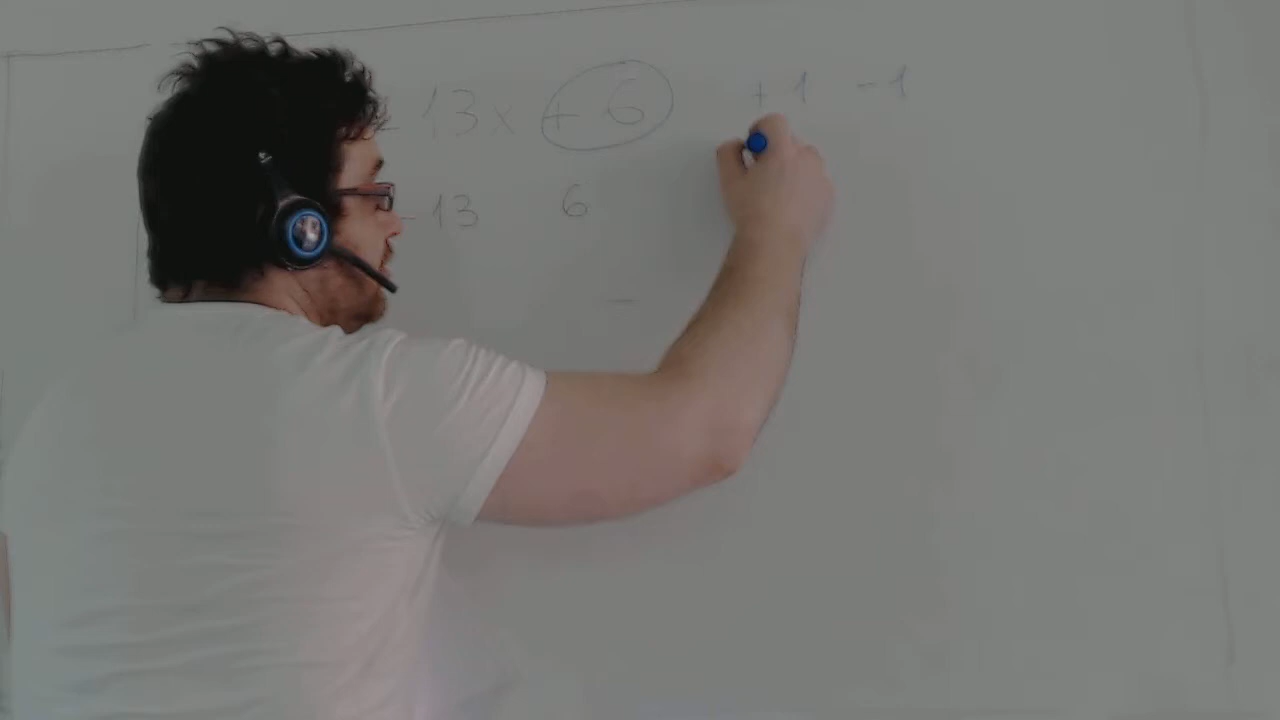 - 13x + 6 + 1 - 1
- 13 6